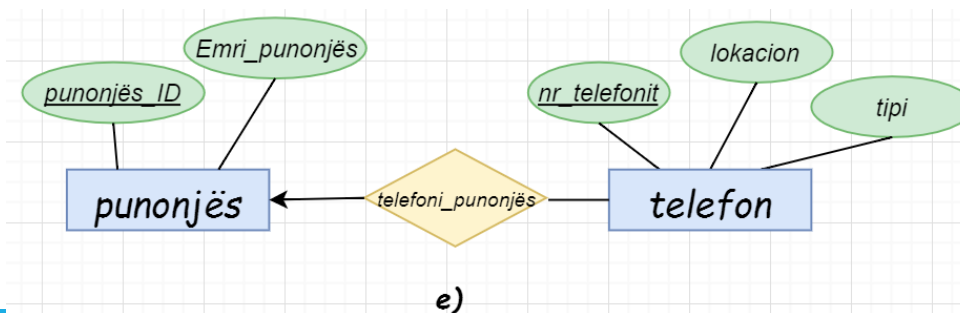 Emri_punonjës
punonjës_ID
lokacion
nr_telefonit
tipi
punonjës
telefoni_punonjës
telefon
e)